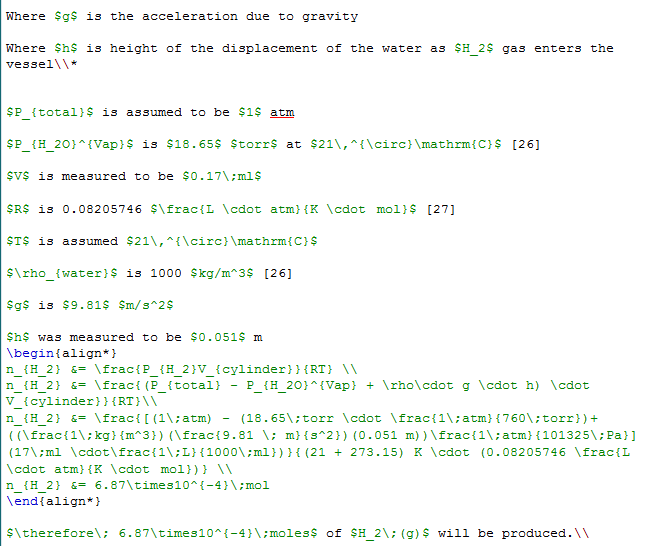 Where $g$ is the acceleration due to gravity
Where $h$ is height of the displacement of the water as $H_2$ gas enters the
vessel\\*
$P_{total}$ is assumed to be $1$ atm
$P_{H_2O}^{Vap}$ is $18.65$ $torr$ at $21\,^{\circ}\mathrm{C}$ [26]
$V$ is measured to be $0.17\;ml$
$R$ is 0.08205746 $\frac{L \cdot atm}{K \cdot mol}$ [27]
$T$ is assumed $21\,^{\circ}\mathrm{C}$
$\rho_{water}$ is 1000 $kg/m^3$ [26]
$g$ is $9.81$ $m/s^2$
$h$ was measured to be $0.051$ m
\begin{align*}
n_{H_2} &= \frac{P_{H_2}V_{cylinder}}{RT} \\
n_{H_2} &= \frac{(P_{total} - P_{H_2O}^{Vap} + \rho\cdot g \cdot h) \cdot
V_{cylinder}}{RT}\\
n_{H_2} &= \frac{[(1\;atm) - (18.65\;torr \cdot \frac{1\;atm}{760\;torr})+
((\frac{1\;kg}{m^3})(\frac{9.81 \; m}{s^2})(0.051 m))\frac{1\;atm}{101325\;Pa}]
(17\;ml \cdot\frac{1\;L}{1000\;ml})}{(21 + 273.15) K \cdot (0.08205746 \frac{L
\cdot atm}{K \cdot mol})} \\
n_{H_2} &= 6.87\times10^{-4}\;mol
\end{align*}
$\therefore\; 6.87\times10^{-4}\;moles$ of $H_2\;(g)$ will be produced.\\